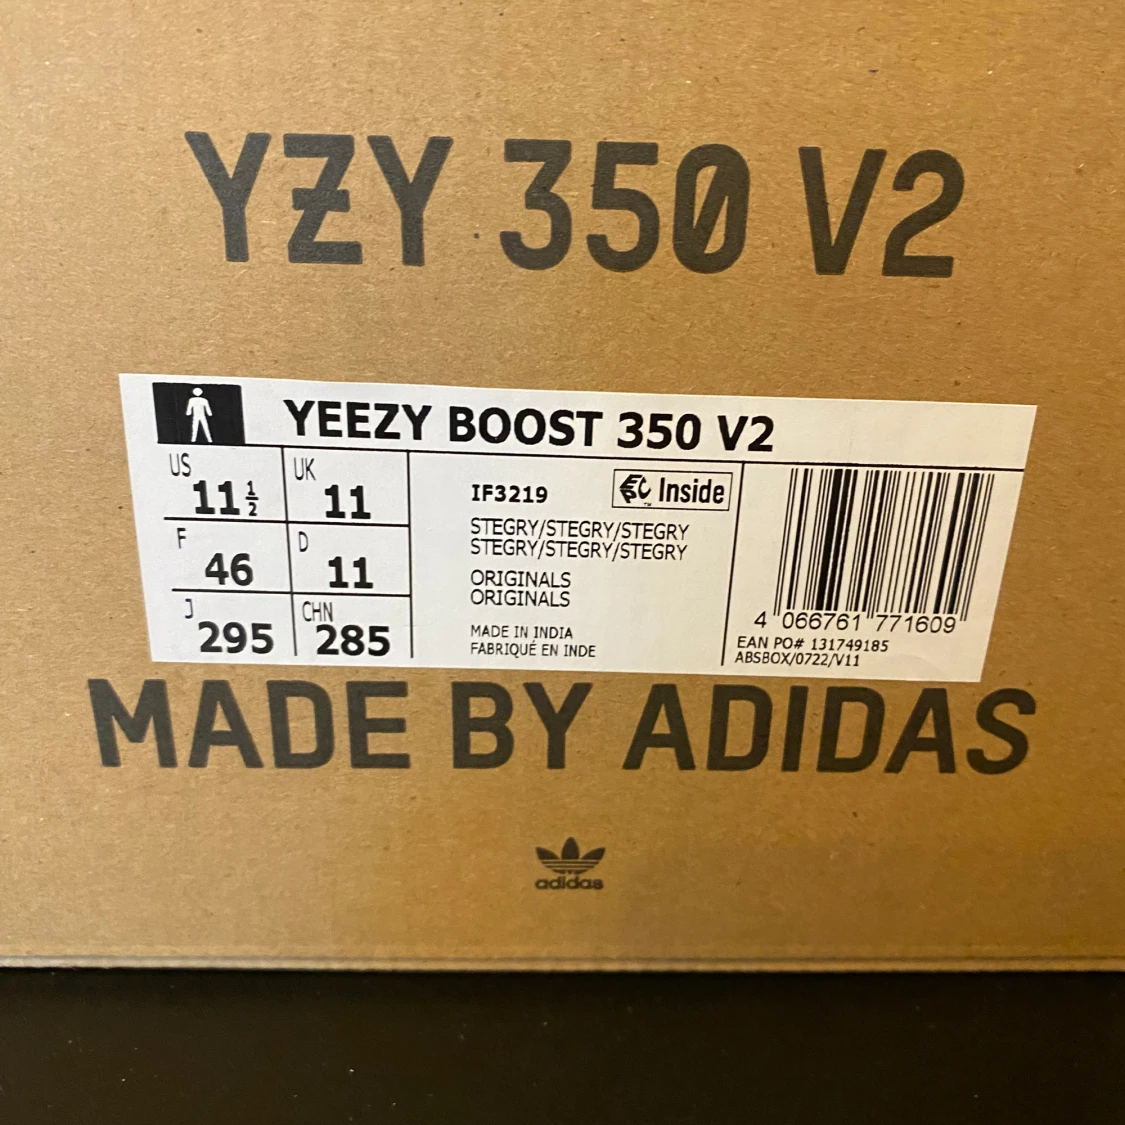 YZY 350 V2
YEEZY BOOST 350 V2
US
11 1/2
UK
11
F
46
D
11
J
295
CHN
285
IF3219
Inside
STEGRY/STEGRY/STEGRY
STEGRY/STEGRY/STEGRY
ORIGINALS
ORIGINALS
MADE IN INDIA
FABRIQUÉ EN INDE
4 066761 771609
EAN PO# 131749185
ABSBOX/0722/V11
MADE BY ADIDAS
adidas